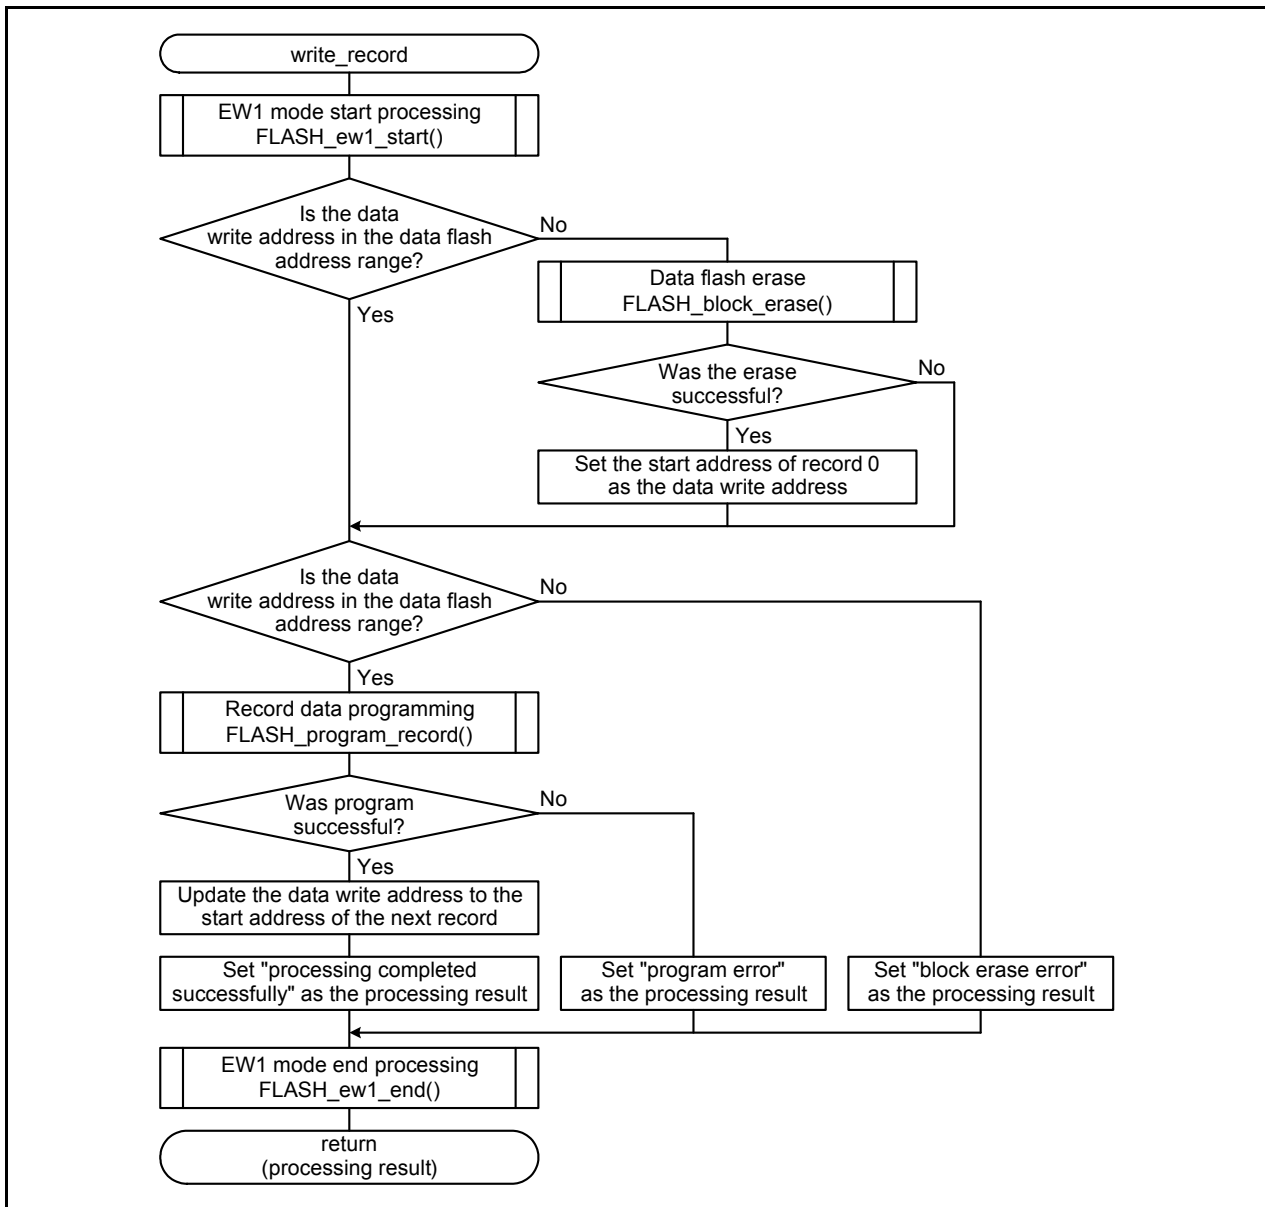 write_record
EW1 mode start processing
FLASH_ew1_start()
Is the data
write address in the data flash
address range?
No
Yes
Data flash erase
FLASH_block_erase()
Was the erase
successful?
No
Yes
Set the start address of record 0
as the data write address
Is the data
write address in the data flash
address range?
No
Yes
Record data programming
FLASH_program_record()
Was program
successful?
No
Yes
Update the data write address to the
start address of the next record
Set "processing completed
successfully" as the processing result
Set "program error"
as the processing result
Set "block erase error"
as the processing result
EW1 mode end processing
FLASH_ew1_end()
return
(processing result)